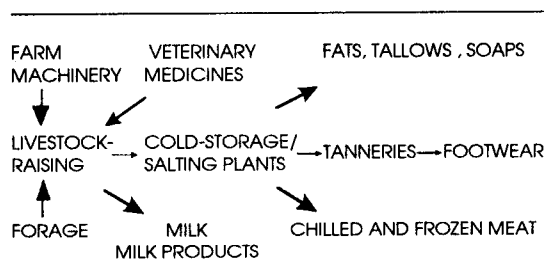 FARM MACHINERY
VETERINARY MEDICINES
FATS, TALLOWS , SOAPS
LIVESTOCK-
RAISING
COLD-STORAGE/
SALTING PLANTS
TANNERIES
FOOTWEAR
FORAGE
MILK
MILK PRODUCTS
CHILLED AND FROZEN MEAT